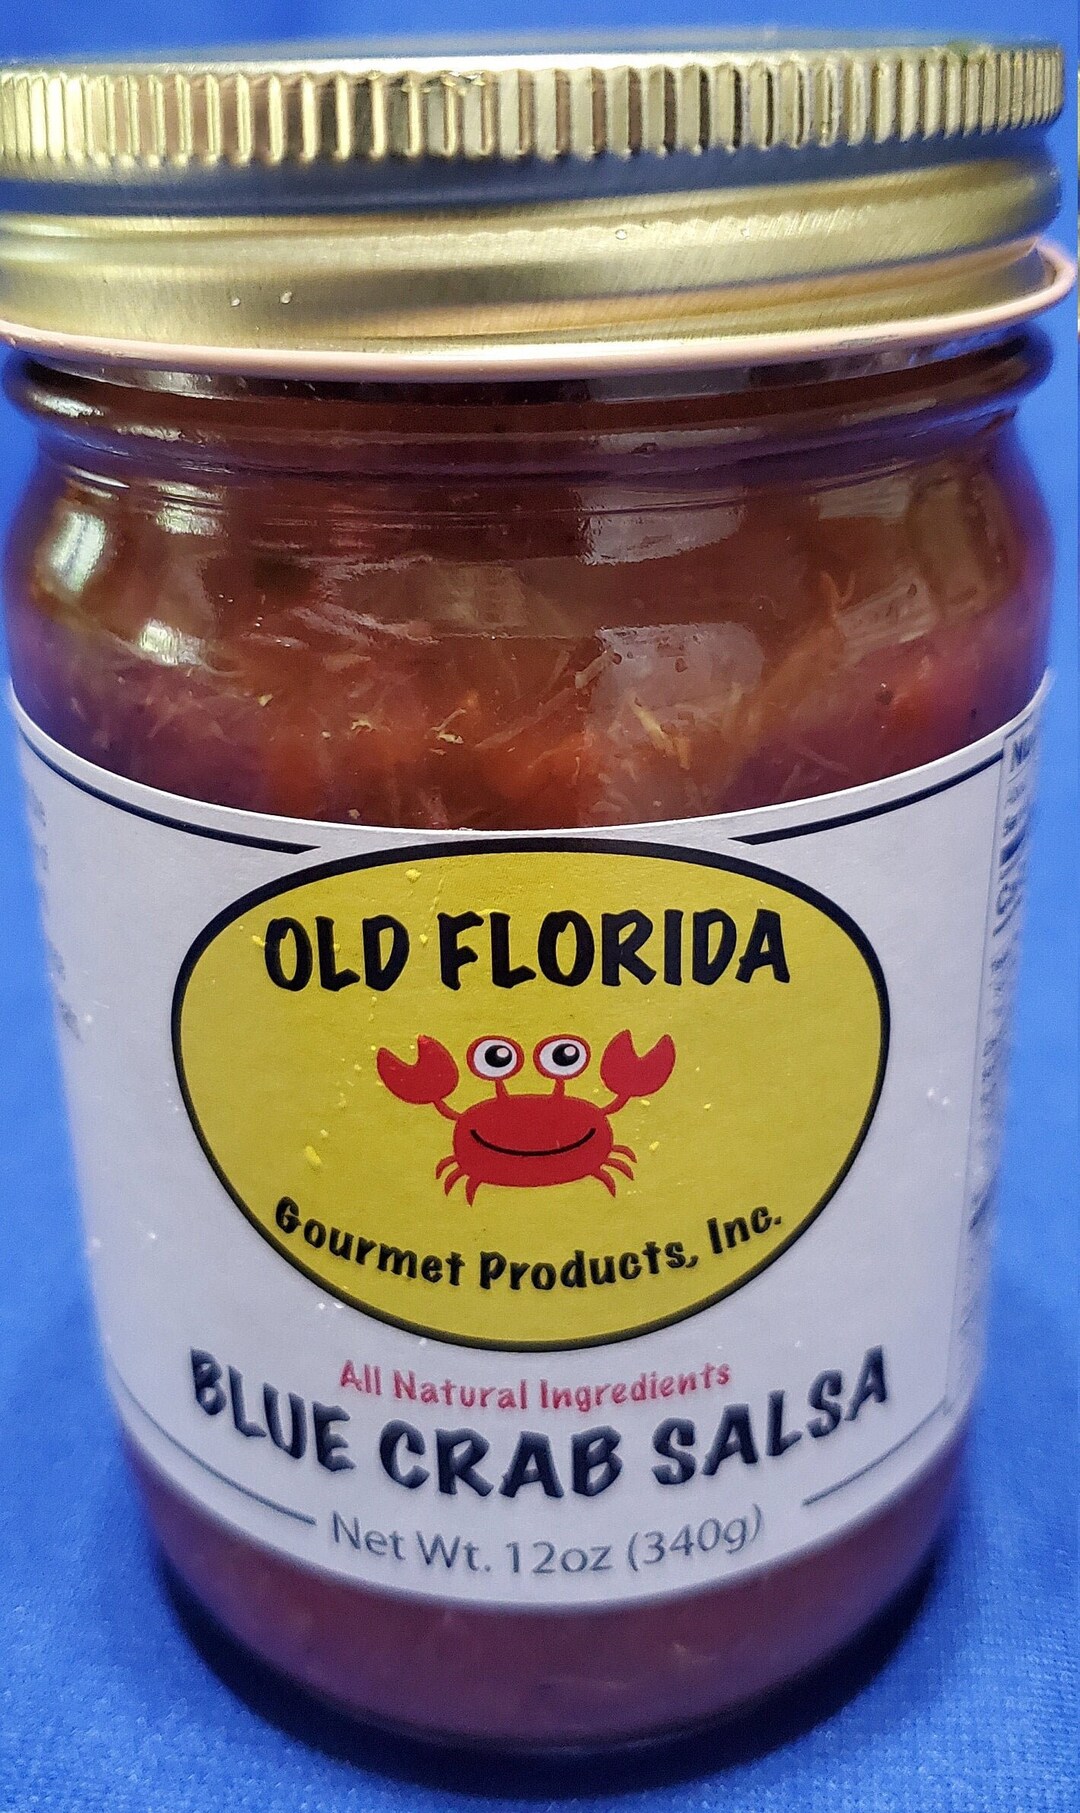 OLD FLORIDA
Gourmet Products, Inc.
All Natural Ingredients
BLUE CRAB SALSA
Net Wt. 12oz (340g)